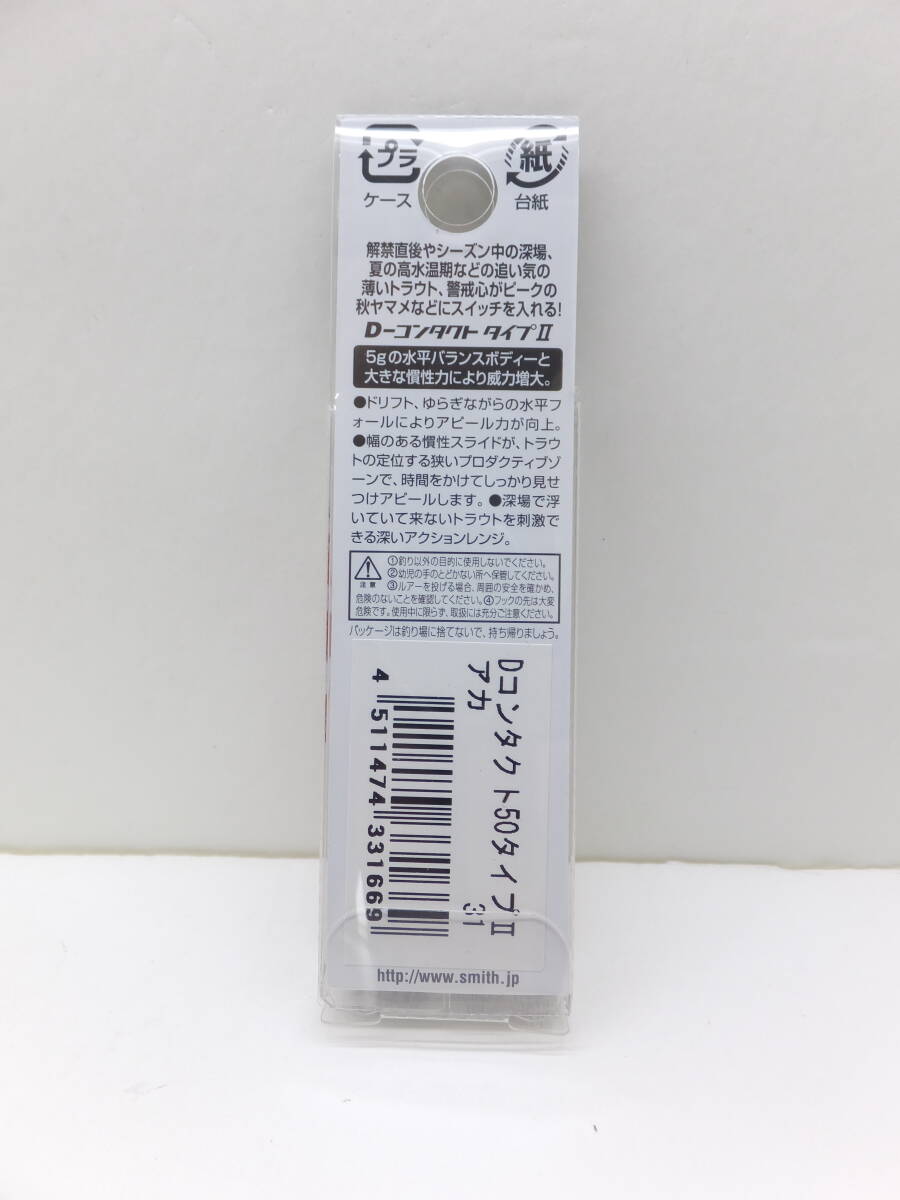 プラ
ケース
紙
台紙
解禁直後やシーズン中の深場、
夏の高水温期などの追い気の
薄いトラウト、警戒心がピークの
秋ヤマメなどにスイッチを入れる!
D-コンタクト タイプⅡ
5gの水平バランスボディーと
大きな慣性力により威力増大。
●ドリフト、ゆらぎながらの水平フ
ォールによりアピール力が向上。
●幅のある慣性スライドが、トラウ
トの定位する狭いプロダクティブゾ
ーンで、時間をかけてしっかり見せ
つけアピールします。●深場で浮
いていて来ないトラウトを刺激で
きる深いアクションレンジ。
注意
①釣り以外の目的に使用しないでください。
②幼児の手のとどかない所へ保管してください。
③ルアーを投げる場合、周囲の安全を確かめ、
危険のないことを確認してください。④フックの先は大変
危険です。使用中に限らず、取扱には充分ご注意ください。
パッケージは釣り場に捨てないで、持ち帰りましょう。
Dコンタクト50タイプⅡ
アカ 31
4 511474 331669
http://www.smith.jp